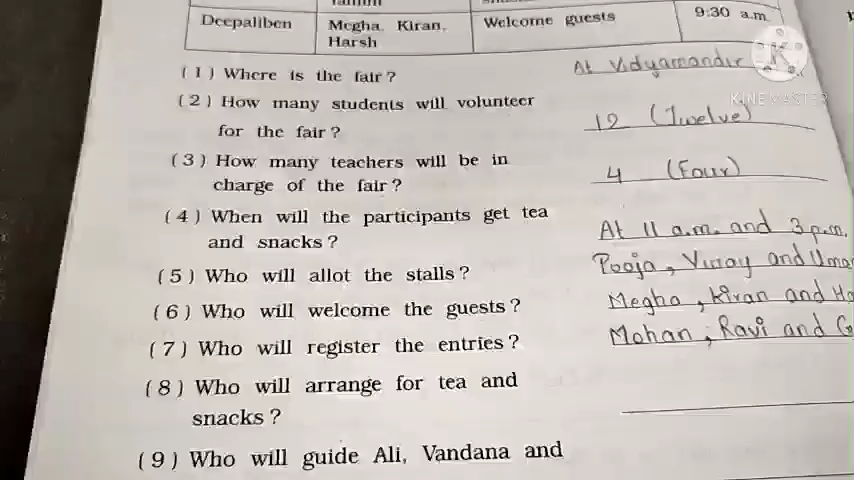 Deepaliben Megha, Kiran, Harsh Welcome guests 9:30 a.m.
(1) Where is the fair? At Vidyamandir
KINEMASTER
(2) How many students will volunteer
for the fair? 12 (Twelve)
(3) How many teachers will be in
charge of the fair? 4 (Four)
(4) When will the participants get tea
and snacks? At 11 a.m. and 3 p.m.
(5) Who will allot the stalls? Pooja, Vinay and
(6) Who will welcome the guests? Megha, Kiran and
(7) Who will register the entries? Mohan, Ravi and
(8) Who will arrange for tea and
snacks?
(9) Who will guide Ali, Vandana and